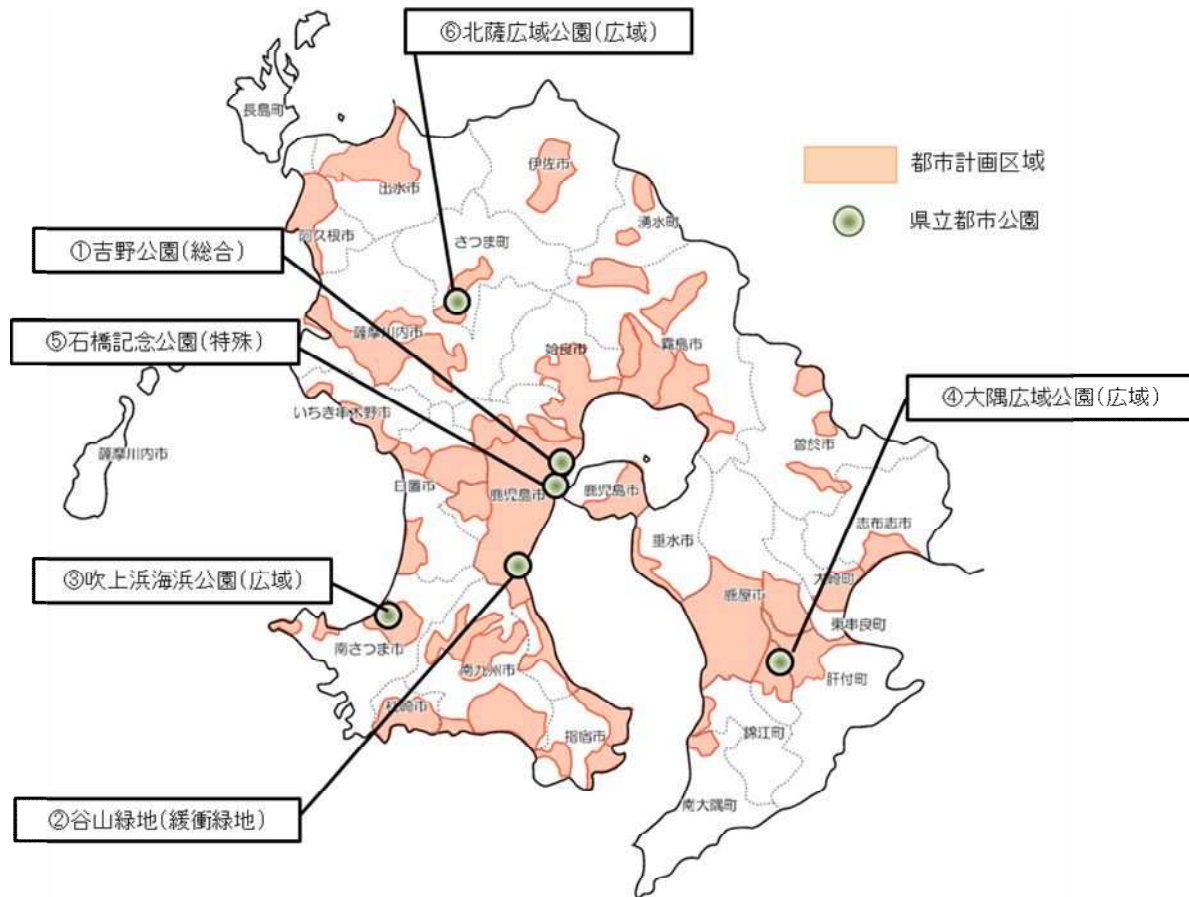 ⑥北薩広域公園(広域)
長島町
伊佐市
都市計画区域
出水市
湧水町
県立都市公園
阿久根市
さつま町
①吉野公園(総合)
⑤石橋記念公園(特殊)
薩摩川内市
姶良市
霧島市
④大隅広域公園(広域)
いちき串木野市
曽於市
薩摩川内市
日置市
鹿児島市
鹿児島市
志布志市
垂水市
大崎町
③吹上浜海浜公園(広域)
鹿屋市
東串良町
南さつま市
南九州市
肝付町
枕崎市
指宿市
錦江町
南大隅町
②谷山緑地(緩衝緑地)